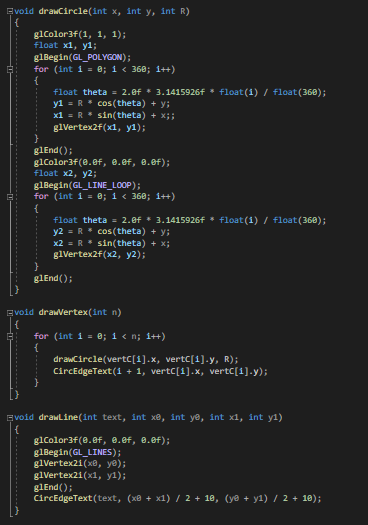 void drawCircle(int x, int y, int R)
{
glColor3f(1, 1, 1);
float x1, y1;
glBegin(GL_POLYGON);
for (int i = 0; i < 360; i++)
{
float theta = 2.0f * 3.1415926f * float(i) / float(360);
y1 = R * cos(theta) + y;
x1 = R * sin(theta) + x;;
glVertex2f(x1, y1);
}
glEnd();
glColor3f(0.0f, 0.0f, 0.0f);
float x2, y2;
glBegin(GL_LINE_LOOP);
for (int i = 0; i < 360; i++)
{
float theta = 2.0f * 3.1415926f * float(i) / float(360);
y2 = R * cos(theta) + y;
x2 = R * sin(theta) + x;
glVertex2f(x2, y2);
}
glEnd();
}
void drawVertex(int n)
{
for (int i = 0; i < n; i++)
{
drawCircle(vertC[i].x, vertC[i].y, R);
CircEdgeText(i + 1, vertC[i].x, vertC[i].y);
}
}
void drawLine(int text, int x0, int y0, int x1, int y1)
{
glColor3f(0.0f, 0.0f, 0.0f);
glBegin(GL_LINES);
glVertex2i(x0, y0);
glVertex2i(x1, y1);
glEnd();
CircEdgeText(text, (x0 + x1) / 2 + 10, (y0 + y1) / 2 + 10);
}